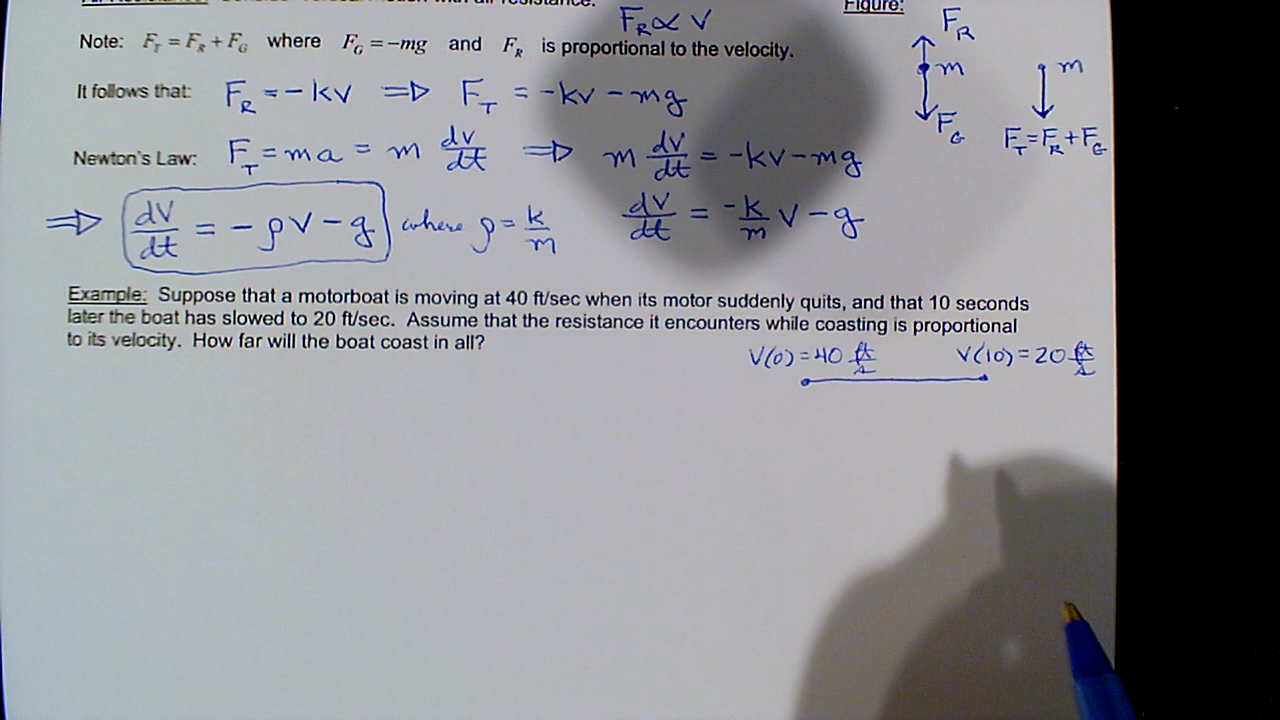 with air resistance.
Figure:
F_R ∝ V
F_R
Note: F_T = F_R + F_G where F_G = -mg and F_R is proportional to the velocity.
m
m
It follows that: F_R = -kv ⇒ F_T = -kv - mg
F_G
F_T = F_R + F_G
Newton's Law: F_T = ma = m dv/dt ⇒ m dv/dt = -kv - mg
⇒ dv/dt = -ρv - g where ρ = k/m
dv/dt = -k/m v - g
Example: Suppose that a motorboat is moving at 40 ft/sec when its motor suddenly quits, and that 10 seconds
later the boat has slowed to 20 ft/sec. Assume that the resistance it encounters while coasting is proportional
to its velocity. How far will the boat coast in all?
V(0) = 40 ft/s V(10) = 20 ft/s